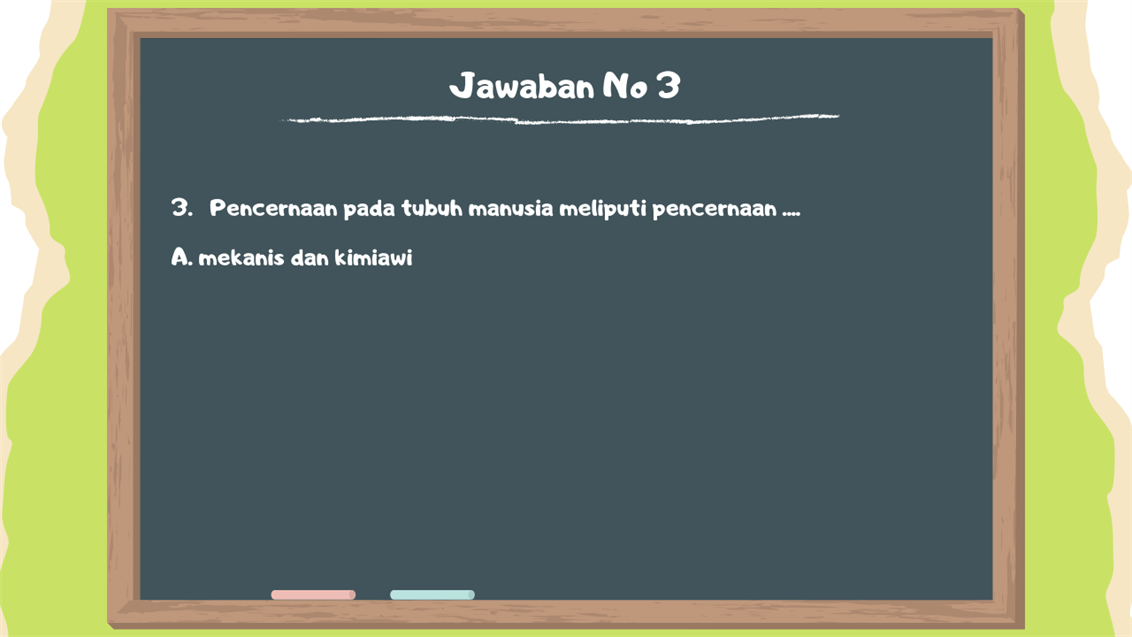 Jawaban No 3
3. Pencernaan pada tubuh manusia meliputi pencernaan ....
A. mekanis dan kimiawi